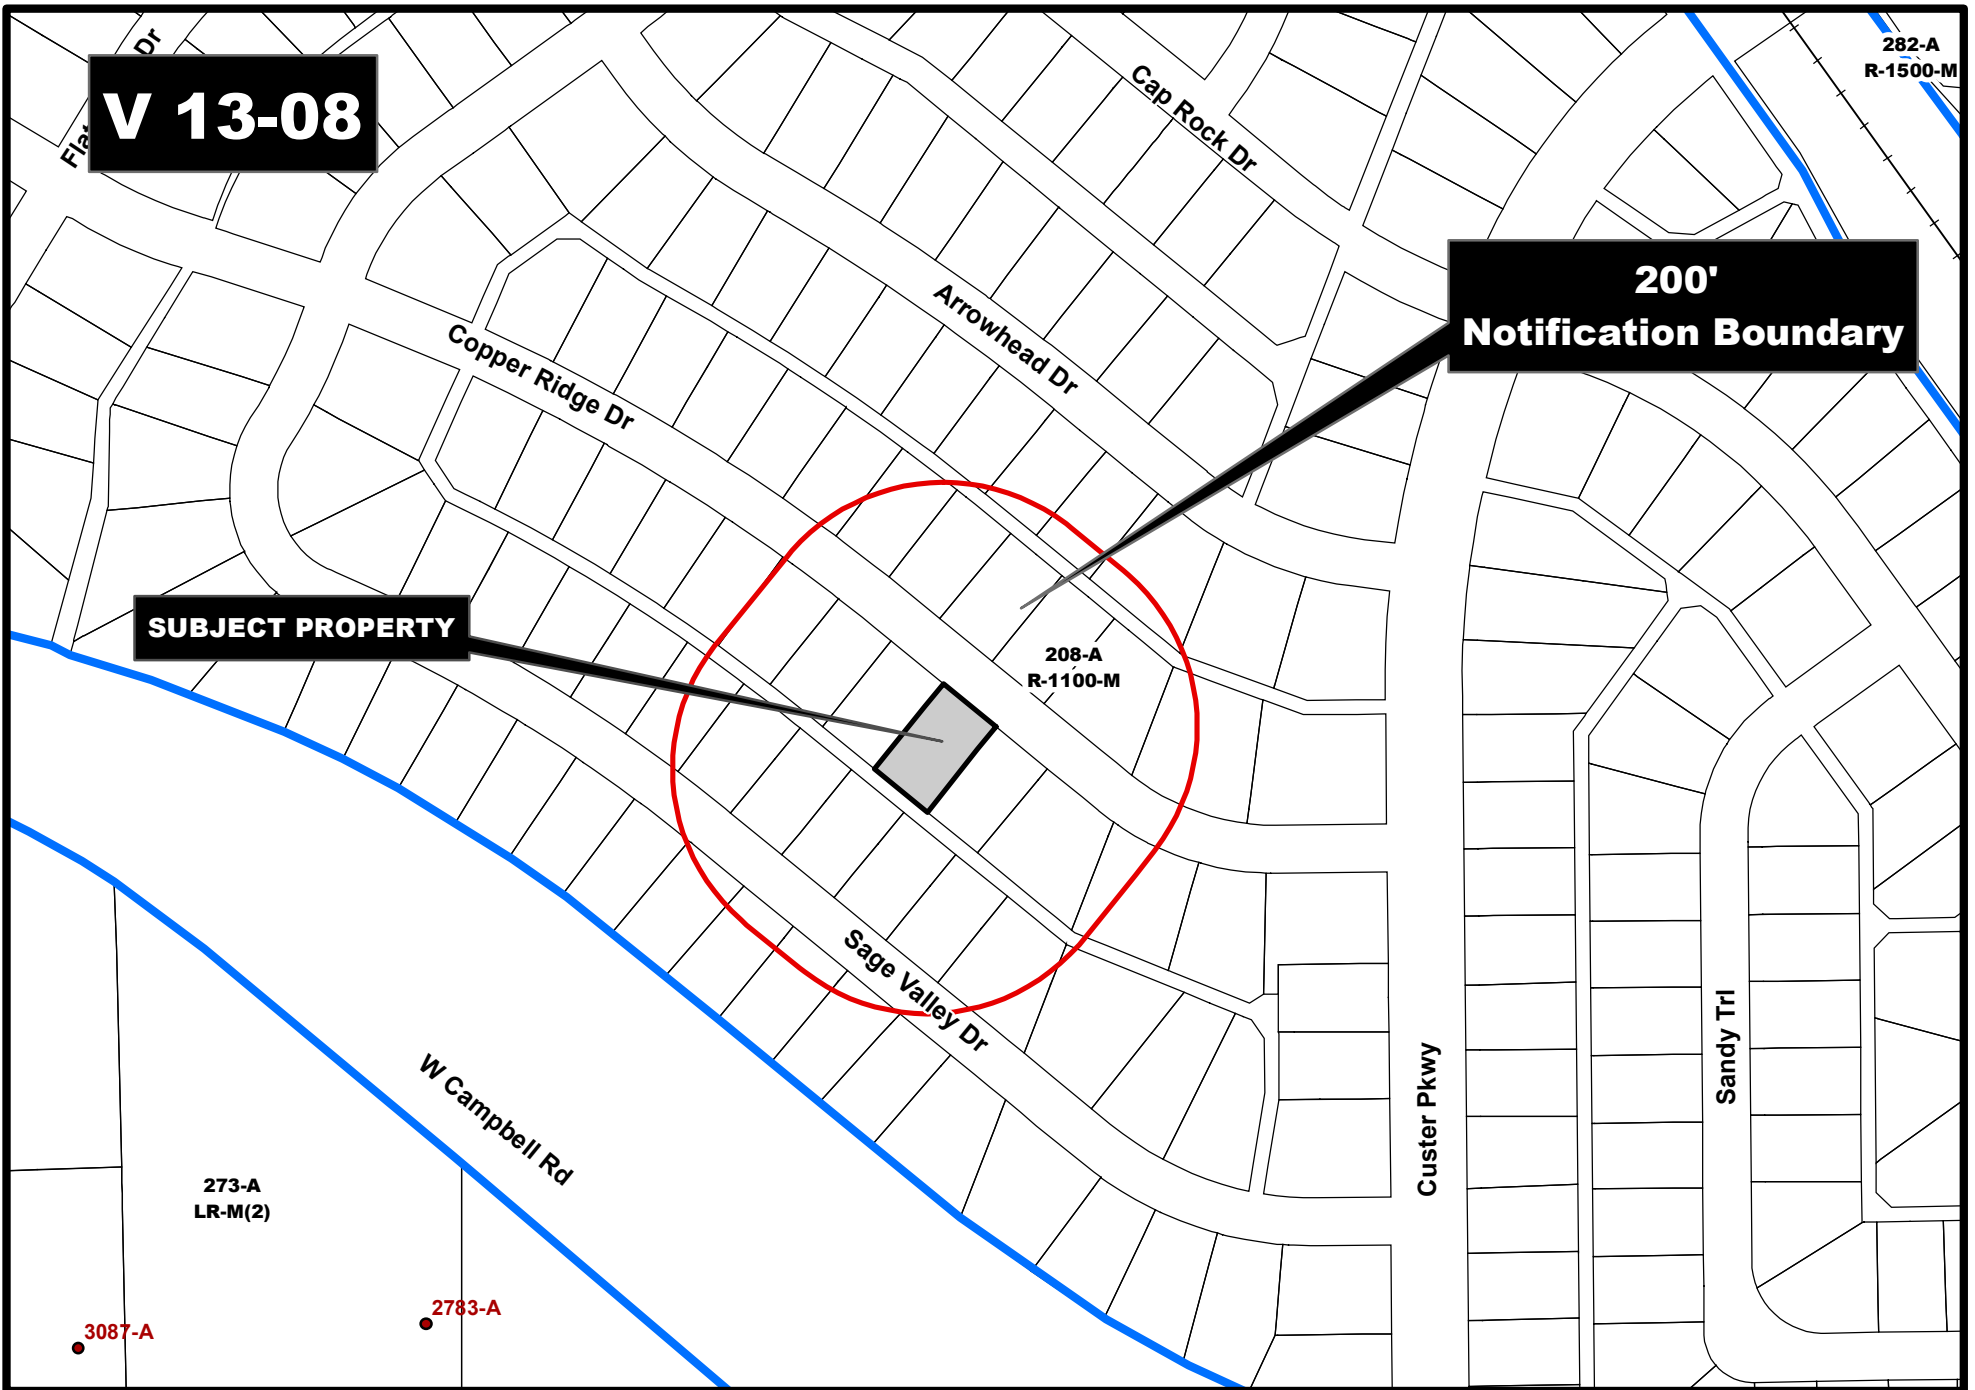 Dr
282-A
R-1500-M
V 13-08
Cap Rock Dr
200'
Notification Boundary
Arrowhead Dr
Copper Ridge Dr
SUBJECT PROPERTY
208-A
R-1100-M
Sage Valley Dr
W Campbell Rd
Custer Pkwy
Sandy Trl
273-A
LR-M(2)
2783-A
3087-A